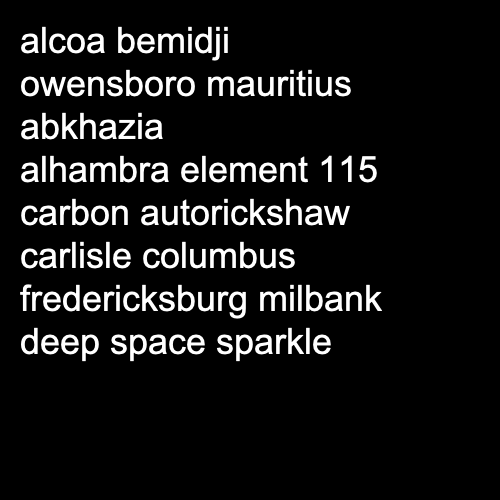 alcoa bemidji
owensboro mauritius
abkhazia
alhambra element 115
carbon autorickshaw
carlisle columbus
fredericksburg milbank
deep space sparkle